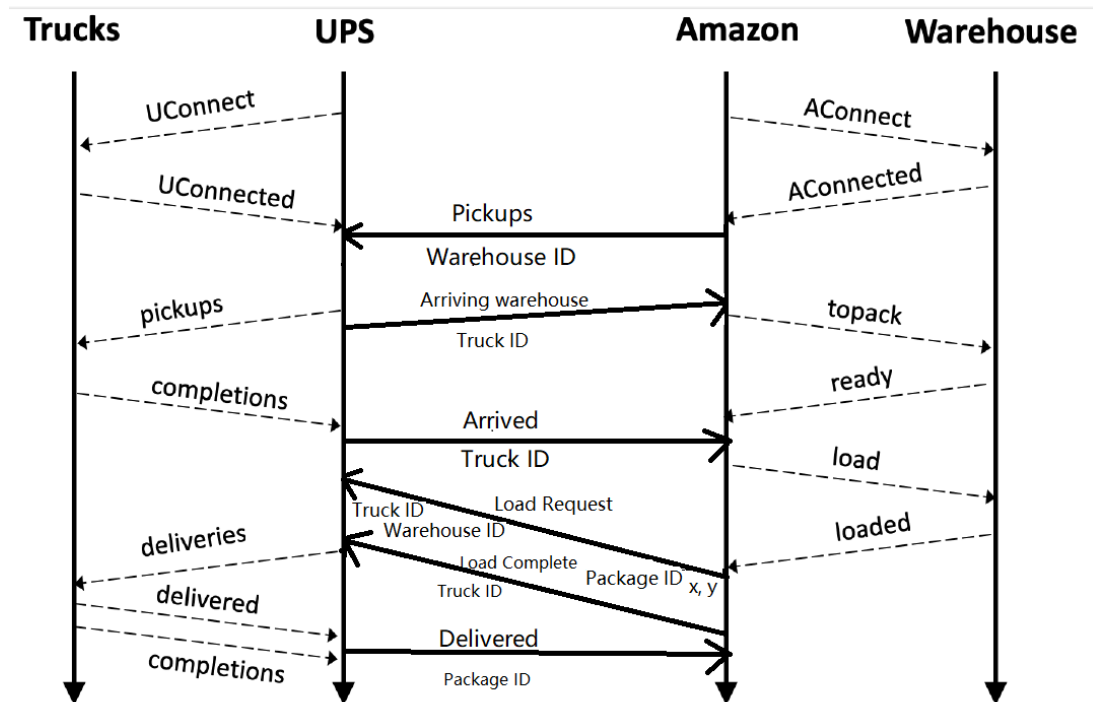 Trucks
UPS
Amazon
Warehouse
UConnect
AConnect
UConnected
AConnected
Pickups
Warehouse ID
pickups
Arriving warehouse
Truck ID
topack
completions
ready
Arrived
Truck ID
load
Load Request
Truck ID
Warehouse ID
Package ID
x, y
loaded
deliveries
Load Complete
Truck ID
delivered
Delivered
completions
Package ID